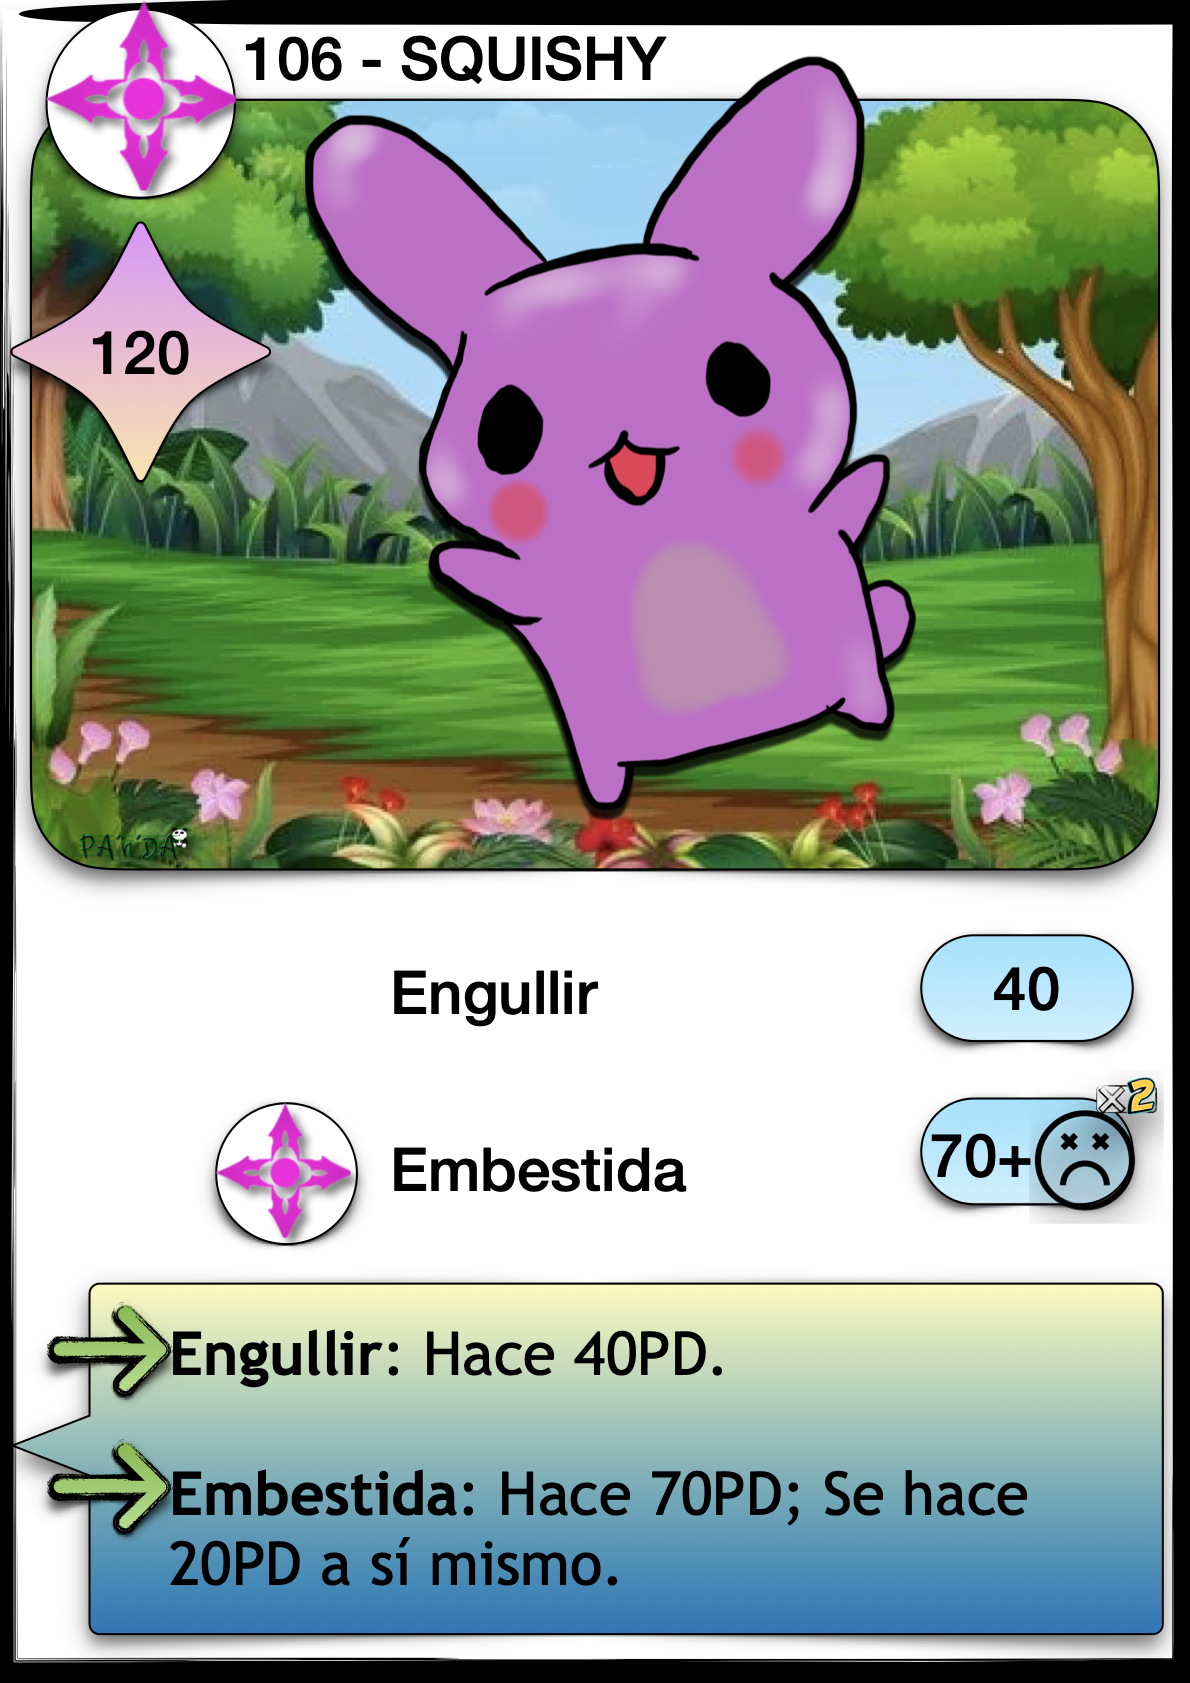 106 - SQUISHY
120
PANDA
Engullir
40
x2
Embestida
70+
Engullir: Hace 40PD.
Embestida: Hace 70PD; Se hace
20PD a sí mismo.